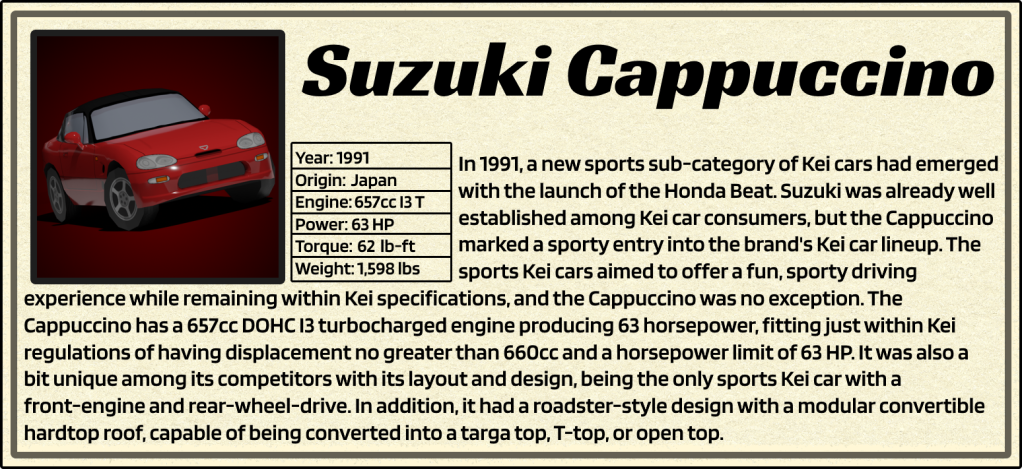 Suzuki Cappuccino
Year: 1991
Origin: Japan
Engine: 657cc I3 T
Power: 63 HP
Torque: 62 lb-ft
Weight: 1,598 lbs
In 1991, a new sports sub-category of Kei cars had emerged
with the launch of the Honda Beat. Suzuki was already well
established among Kei car consumers, but the Cappuccino
marked a sporty entry into the brand's Kei car lineup. The
sports Kei cars aimed to offer a fun, sporty driving
experience while remaining within Kei specifications, and the Cappuccino was no exception. The
Cappuccino has a 657cc DOHC I3 turbocharged engine producing 63 horsepower, fitting just within Kei
regulations of having displacement no greater than 660cc and a horsepower limit of 63 HP. It was also a
bit unique among its competitors with its layout and design, being the only sports Kei car with a
front-engine and rear-wheel-drive. In addition, it had a roadster-style design with a modular convertible
hardtop roof, capable of being converted into a targa top, T-top, or open top.